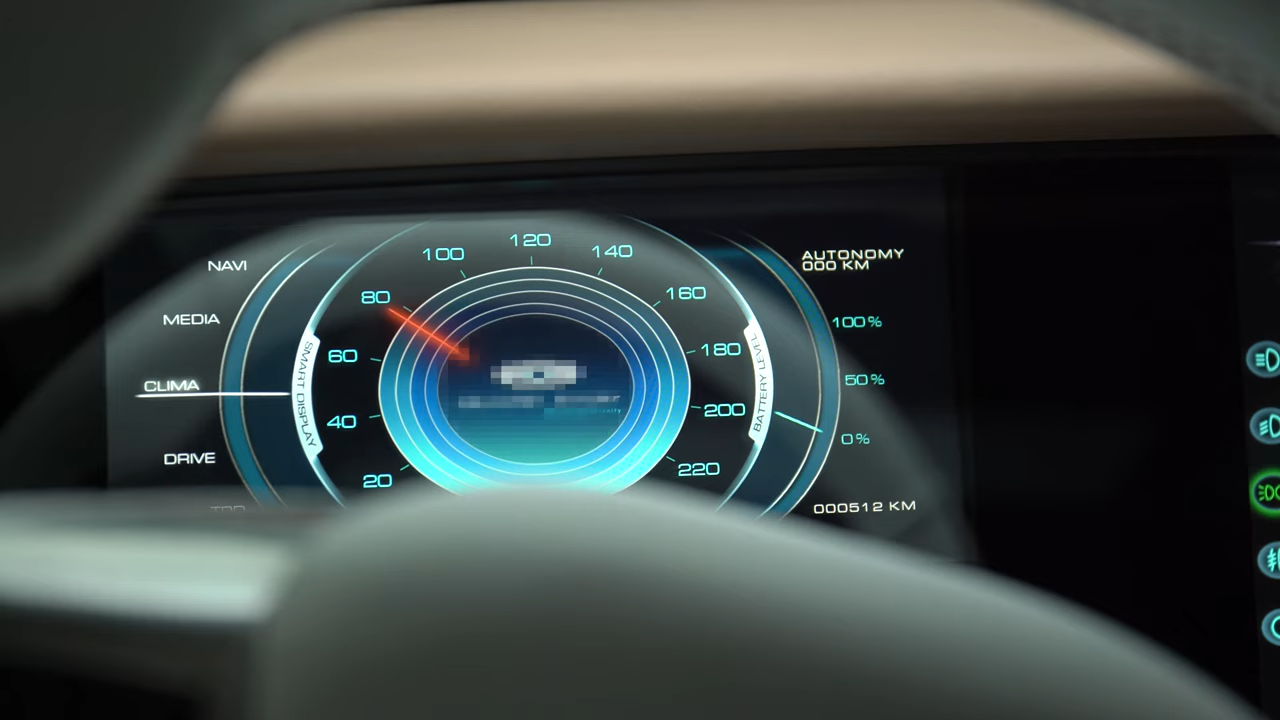 NAVI
MEDIA
CLIMA
DRIVE
SMART DISPLAY
20
40
60
80
100
120
140
160
180
200
220
BATTERY LEVEL
AUTONOMY
000 KM
100%
50%
0%
000512 KM